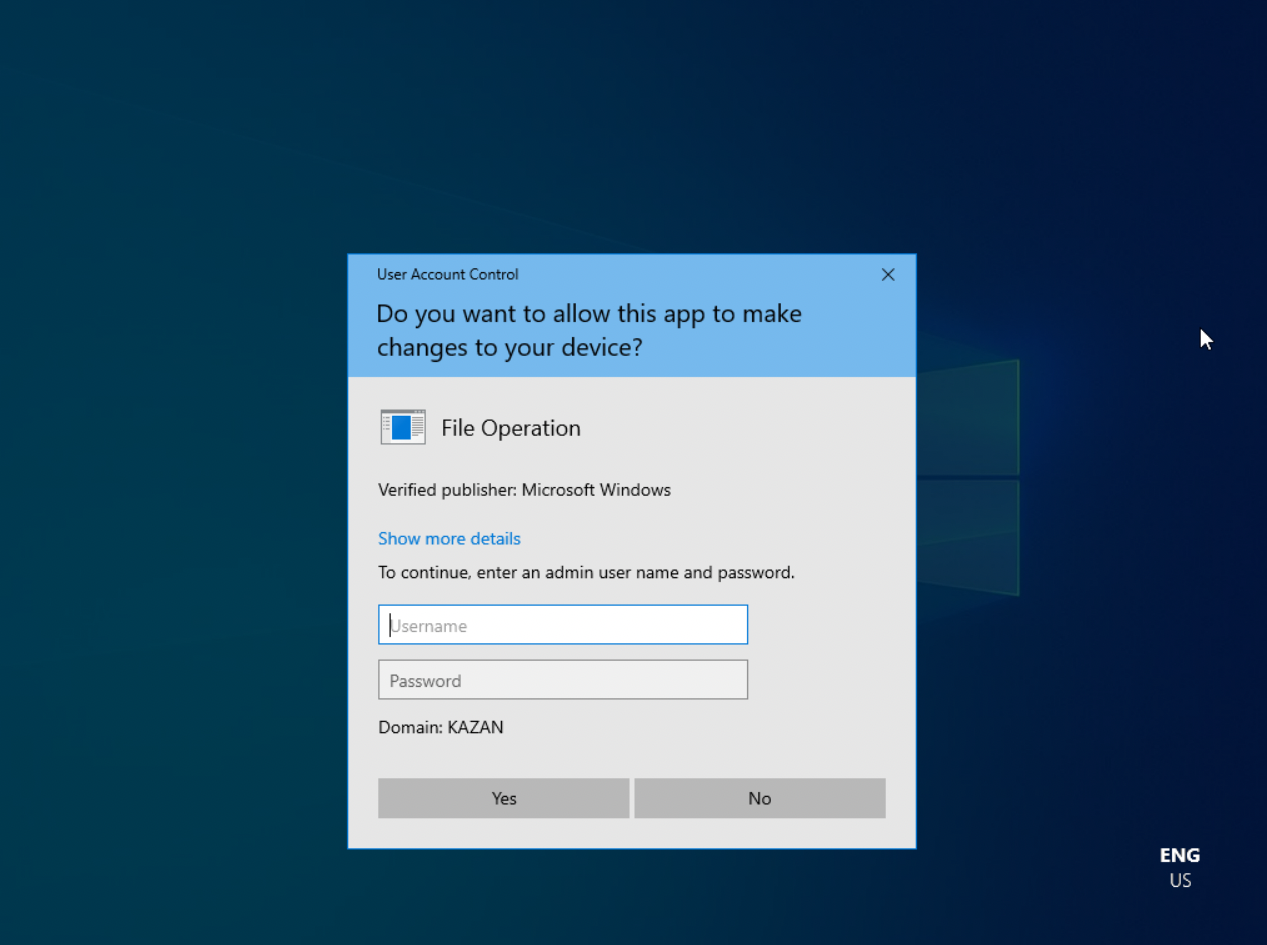 User Account Control
Do you want to allow this app to make
changes to your device?
File Operation
Verified publisher: Microsoft Windows
Show more details
To continue, enter an admin user name and password.
Username
Password
Domain: KAZAN
Yes
No
ENG
US